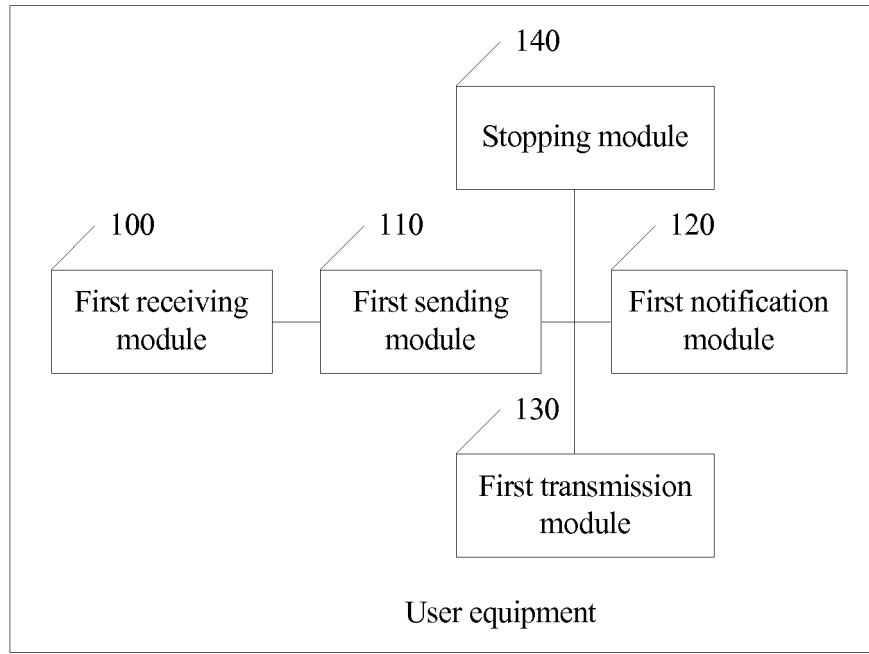 140
Stopping module
100
110
120
First receiving
module
First sending
module
First notification
module
130
First transmission
module
User equipment